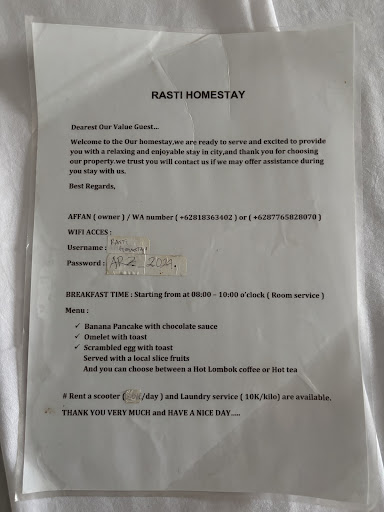 RASTI HOMESTAY
Dearest Our Value Guest...
Welcome to the Our homestay,we are ready to serve and excited to provide
you with a relaxing and enjoyable stay in city,and thank you for choosing
our property.we trust you will contact us if we may offer assistance during
you stay with us.
Best Regards,
AFFAN ( owner ) / WA number ( +62818363402 ) or ( +6287765828070 )
WIFI ACCES :
Username : RASTI HOMESTAY
Password :
BREAKFAST TIME : Starting from at 08:00 – 10:00 o'clock ( Room service )
Menu :
✓ Banana Pancake with chocolate sauce
✓ Omelet with toast
✓ Scrambled egg with toast
Served with a local slice fruits
And you can choose between a Hot Lombok coffee or Hot tea
# Rent a scooter ( /day ) and Laundry service ( 10K/kilo) are available.
THANK YOU VERY MUCH and HAVE A NICE DAY.....